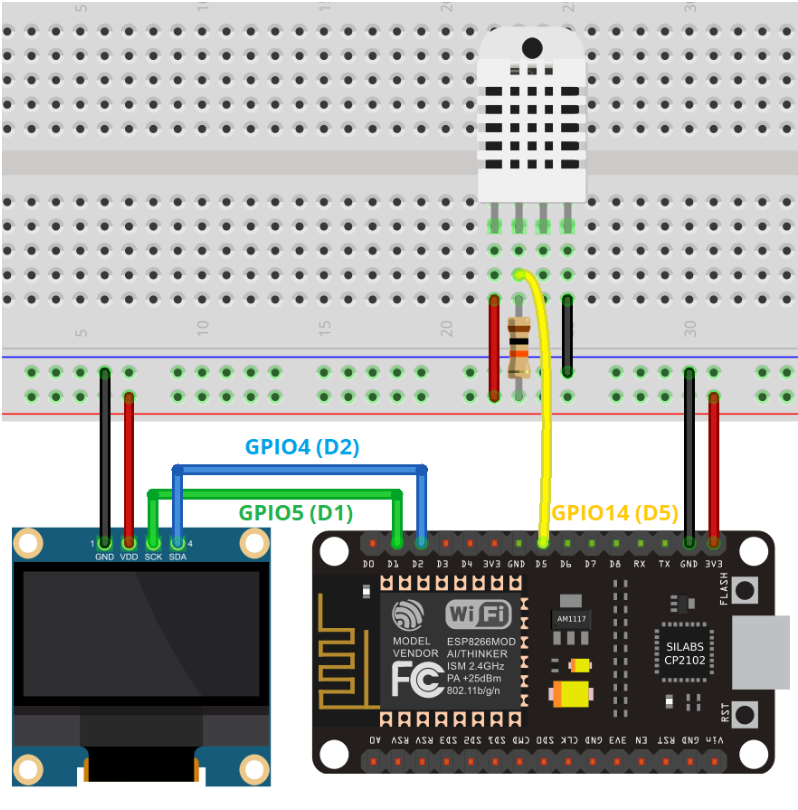 5
10
15
20
25
30
5
10
15
20
30
GPIO4 (D2)
GPIO5 (D1)
GPIO14 (D5)
1
4
GND VDD SCK SDA
D0 D1 D2 D3 D4 3V3 GND D5 D6 D7 D8 RX TX GND 3V3
FLASH
WiFi
MODEL
VENDOR
ESP8266MOD
AI/THINKER
ISM 2.4GHz
PA +25dBm
802.11b/g/n
FC
AM1117
SILABS
CP2102
RST
A0 RSV RSV SD3 SD2 SD1 CMD SD0 CLK GND 3V3 EN RST GND Vin